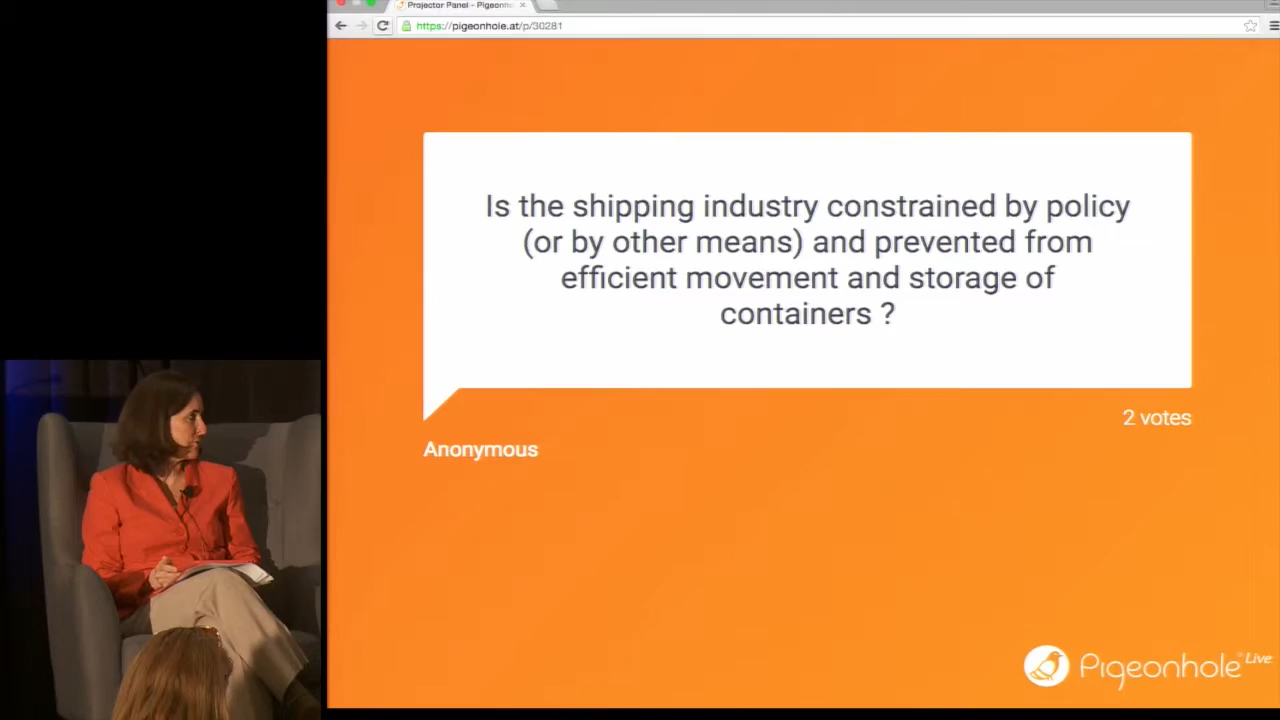 Projector Panel - Pigeonho
https://pigeonhole.at/p/30281
Is the shipping industry constrained by policy
(or by other means) and prevented from
efficient movement and storage of
containers ?
2 votes
Anonymous
Pigeonhole Live